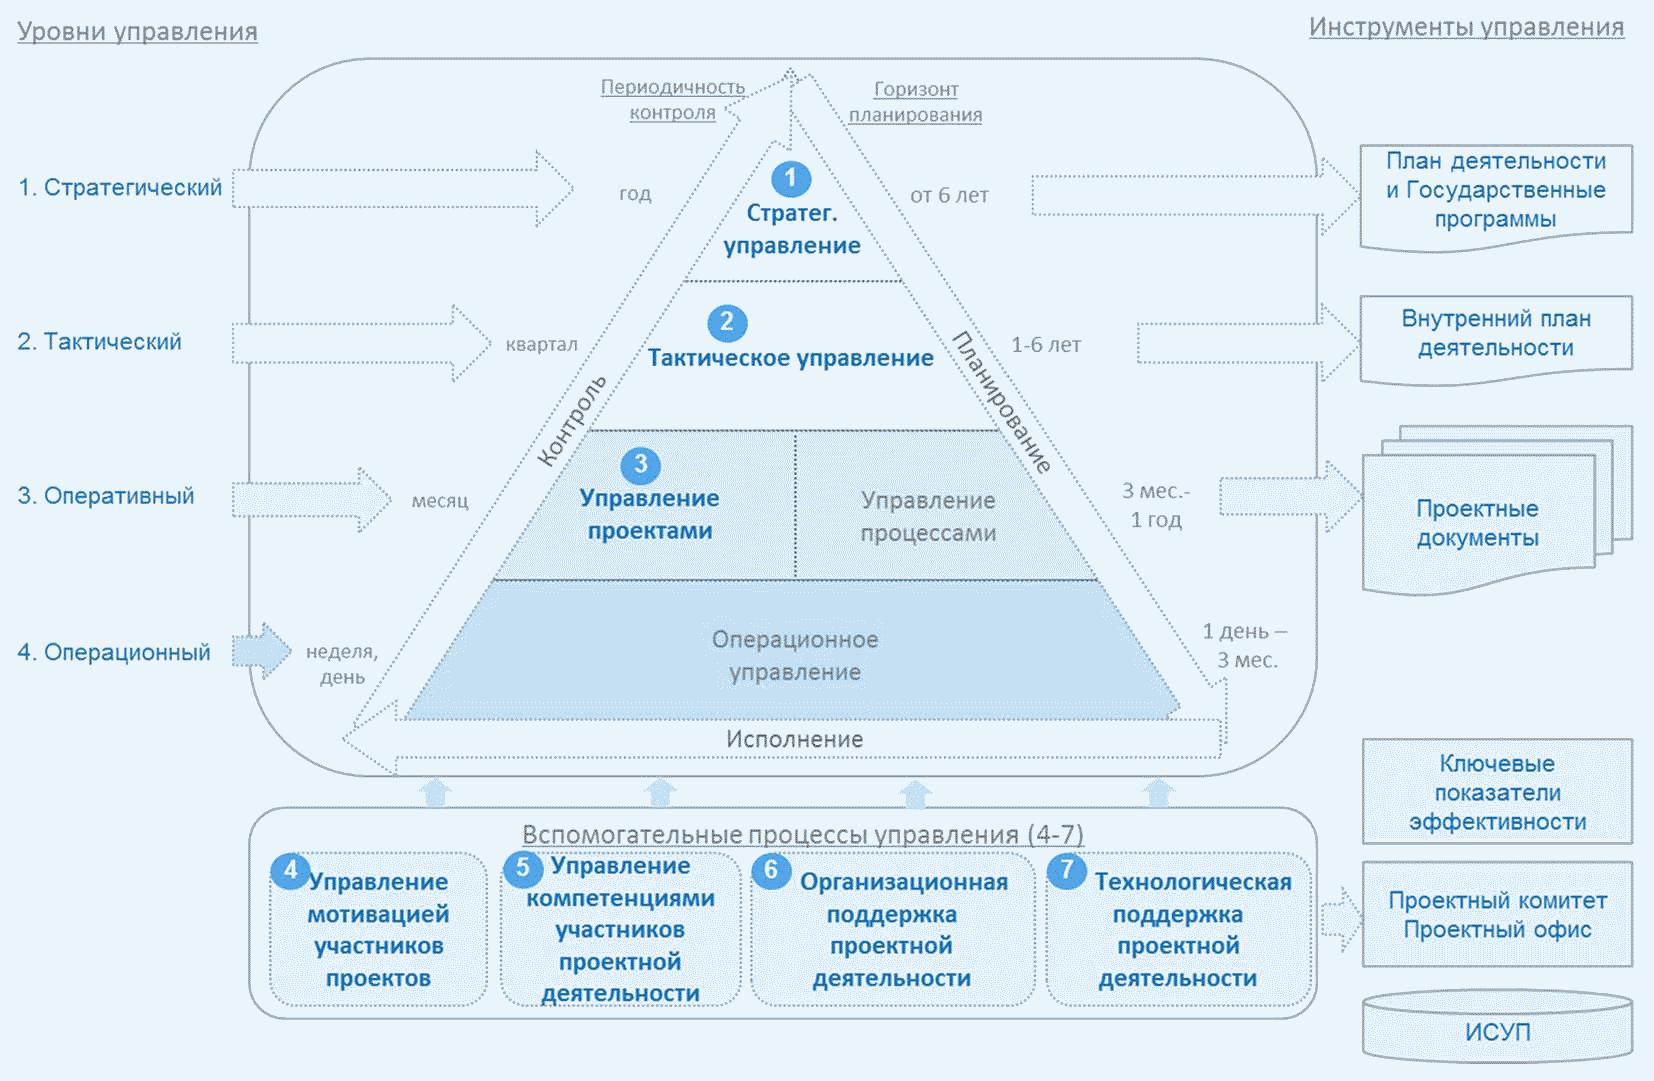 Уровни управления
Инструменты управления
Периодичность
контроля
Горизонт
планирования
1. Стратегический
год
1
Стратег.
управление
от 6 лет
План деятельности
и Государственные
программы
2. Тактический
квартал
2
Тактическое управление
1-6 лет
Внутренний план
деятельности
Контроль
Планирование
3. Оперативный
месяц
3
Управление
проектами
Управление
процессами
3 мес.-
1 год
Проектные
документы
4. Операционный
неделя,
день
Операционное
управление
1 день –
3 мес.
Исполнение
Ключевые
показатели
эффективности
Вспомогательные процессы управления (4-7)
4
Управление
мотивацией
участников
проектов
5
Управление
компетенциями
участников
проектной
деятельности
6
Организационная
поддержка
проектной
деятельности
7
Технологическая
поддержка
проектной
деятельности
Проектный комитет
Проектный офис
ИСУП